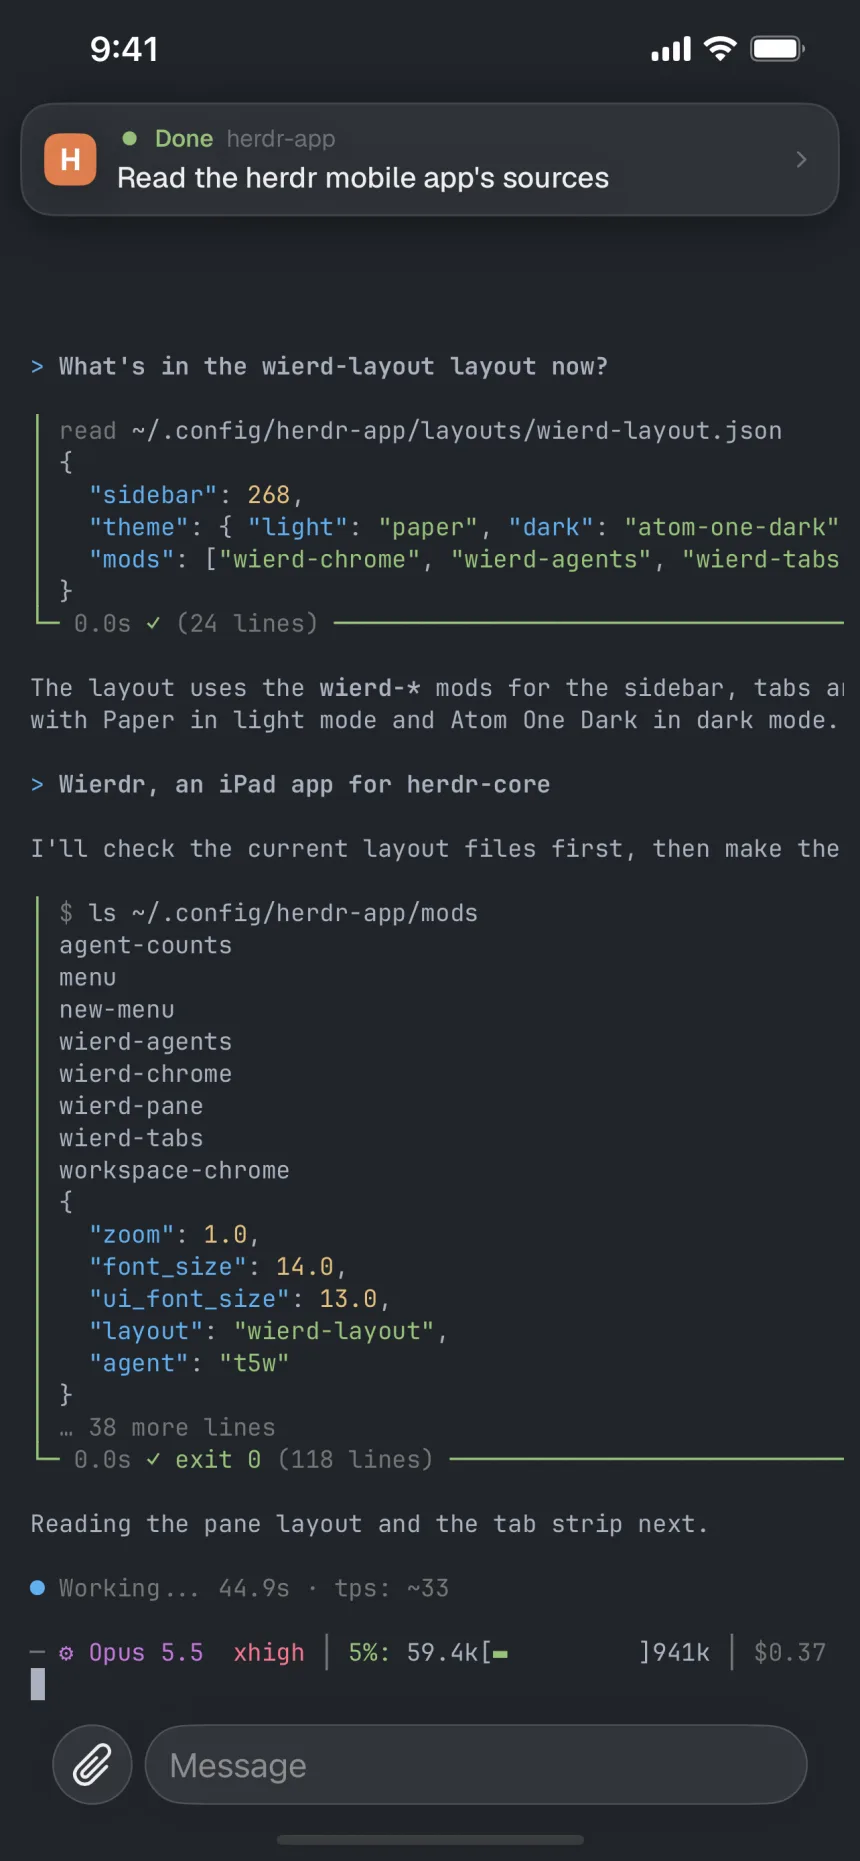 9:41
H
Done herdr-app
Read the herdr mobile app's sources
> What's in the wierd-layout layout now?
read ~/.config/herdr-app/layouts/wierd-layout.json
{
"sidebar": 268,
"theme": { "light": "paper", "dark": "atom-one-dark"
"mods": ["wierd-chrome", "wierd-agents", "wierd-tabs
}
0.0s ✓ (24 lines)
The layout uses the wierd-* mods for the sidebar, tabs an
with Paper in light mode and Atom One Dark in dark mode.
> Wierdr, an iPad app for herdr-core
I'll check the current layout files first, then make the
$ ls ~/.config/herdr-app/mods
agent-counts
menu
new-menu
wierd-agents
wierd-chrome
wierd-pane
wierd-tabs
workspace-chrome
{
"zoom": 1.0,
"font_size": 14.0,
"ui_font_size": 13.0,
"layout": "wierd-layout",
"agent": "t5w"
}
… 38 more lines
0.0s ✓ exit 0 (118 lines)
Reading the pane layout and the tab strip next.
Working... 44.9s · tps: ~33
— ⚙ Opus 5.5 xhigh | 5%: 59.4k[ ]941k | $0.37
Message